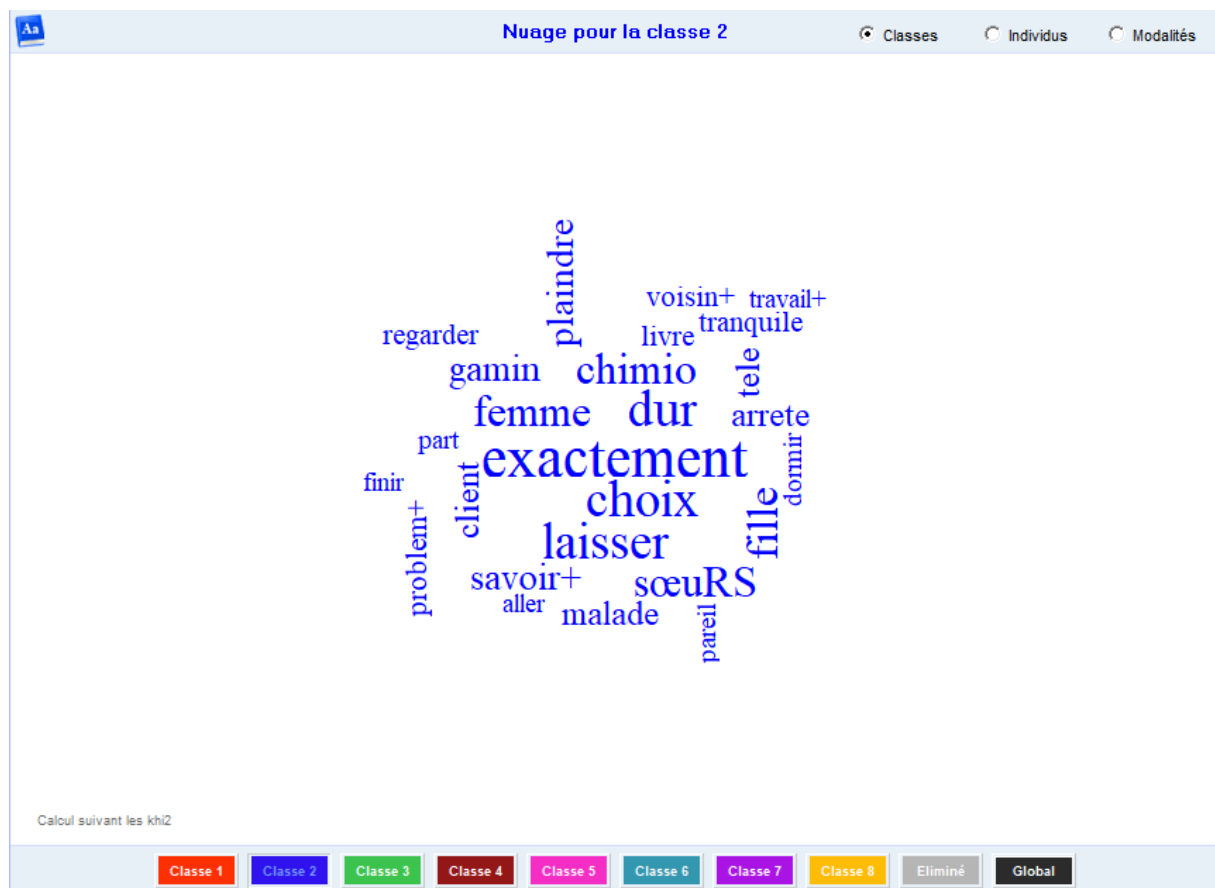 Aa
Nuage pour la classe 2
Classes
Individus
Modalités
plaindre
voisin+
travail+
regarder
livre
tranquile
gamin
chimio
tele
femme
dur
arrete
part
exactement
dormir
finir
client
choix
fille
problem+
laisser
savoir+
sœuRS
aller
malade
pareil
Calcul suivant les khi2
Classe 1
Classe 2
Classe 3
Classe 4
Classe 5
Classe 6
Classe 7
Classe 8
Eliminé
Global